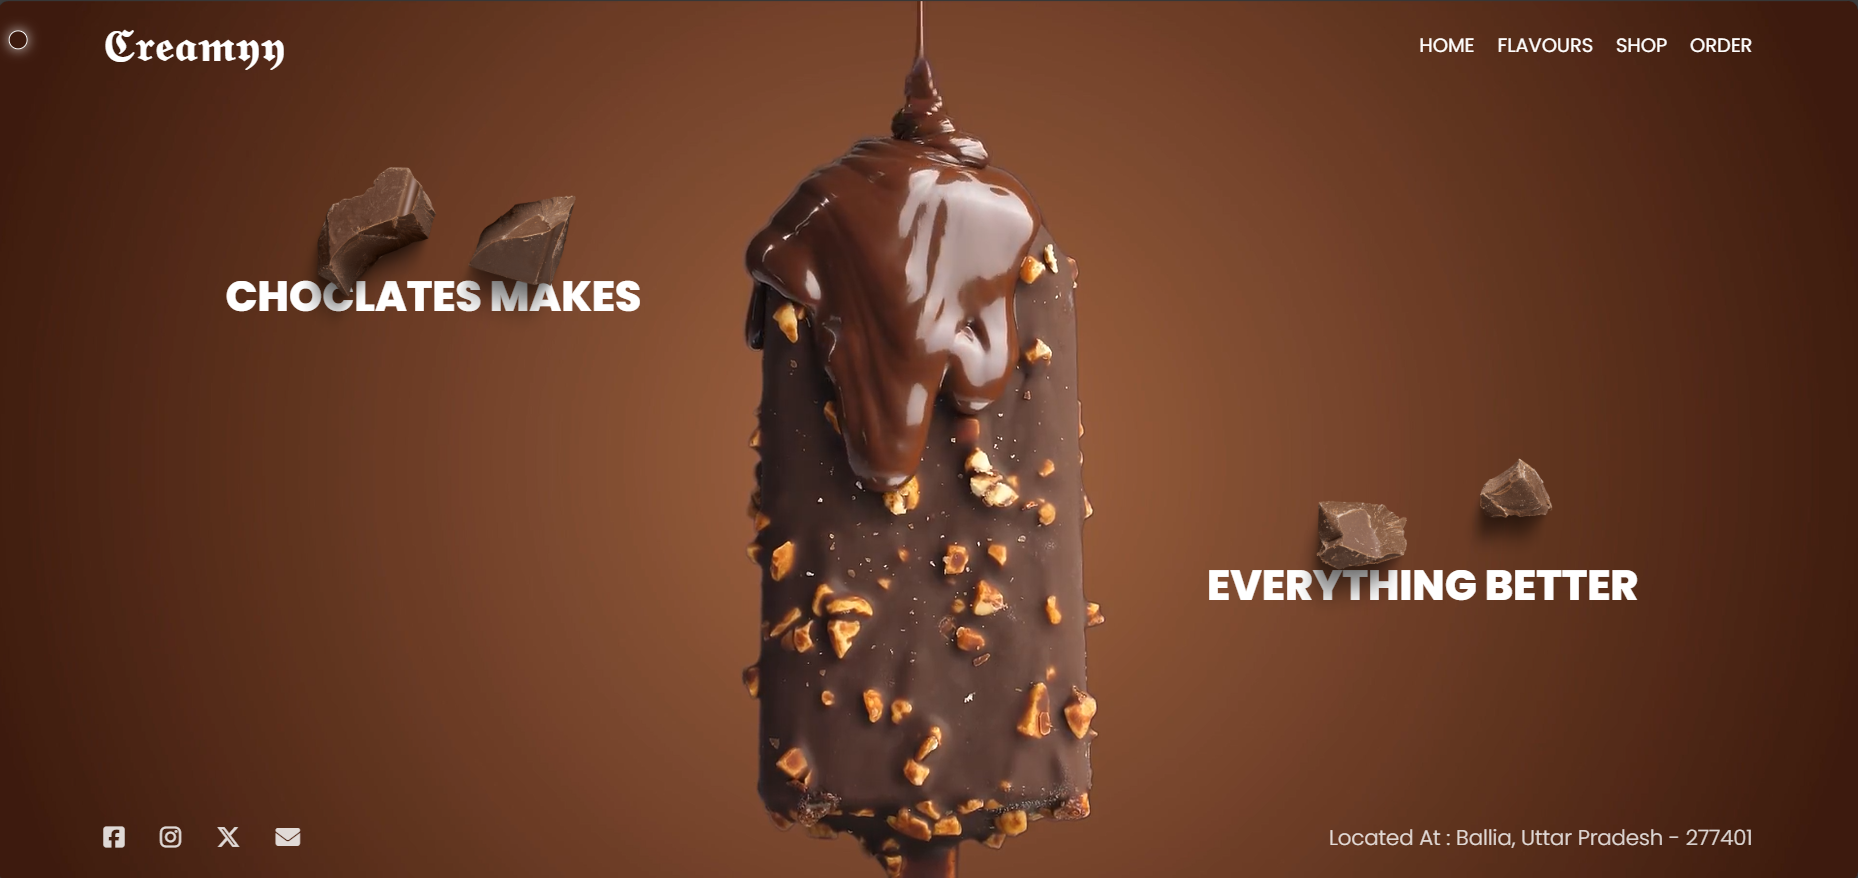 Creamyy
HOME FLAVOURS SHOP ORDER
CHOCLATES MAKES
EVERYTHING BETTER
Located At : Ballia, Uttar Pradesh - 277401